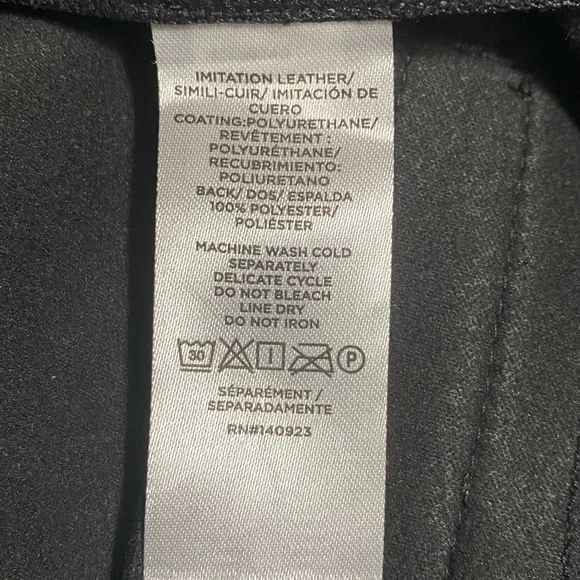 IMITATION LEATHER/
SIMILI-CUIR/ IMITACIÓN DE
CUERO
COATING:POLYURETHANE/
REVÊTEMENT :
POLYURÉTHANE/
RECUBRIMIENTO:
POLIURETANO
BACK/ DOS/ ESPALDA
100% POLYESTER/
POLIÉSTER
MACHINE WASH COLD
SEPARATELY
DELICATE CYCLE
DO NOT BLEACH
LINE DRY
DO NOT IRON
30 P
SÉPARÉMENT /
SEPARADAMENTE
RN#140923